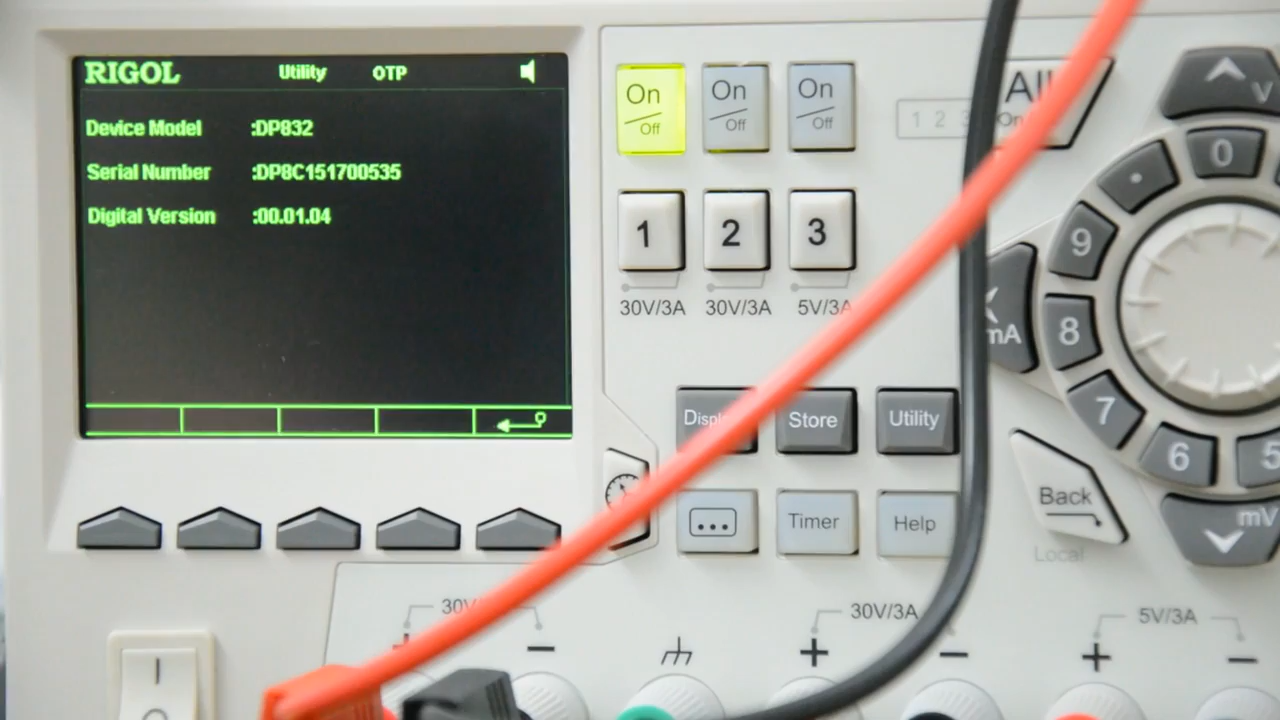 RIGOL Utility OTP
Device Model :DP832
Serial Number :DP8C151700535
Digital Version :00.01.04
On Off
On Off
On Off
All
1 2 3 On
V
0
.
9
8
7
6
5
mA
mV
1
2
3
30V/3A
30V/3A
5V/3A
Store
Utility
...
Timer
Help
Back
Local
30V/3A
5V/3A
+ −
+ −
+ −